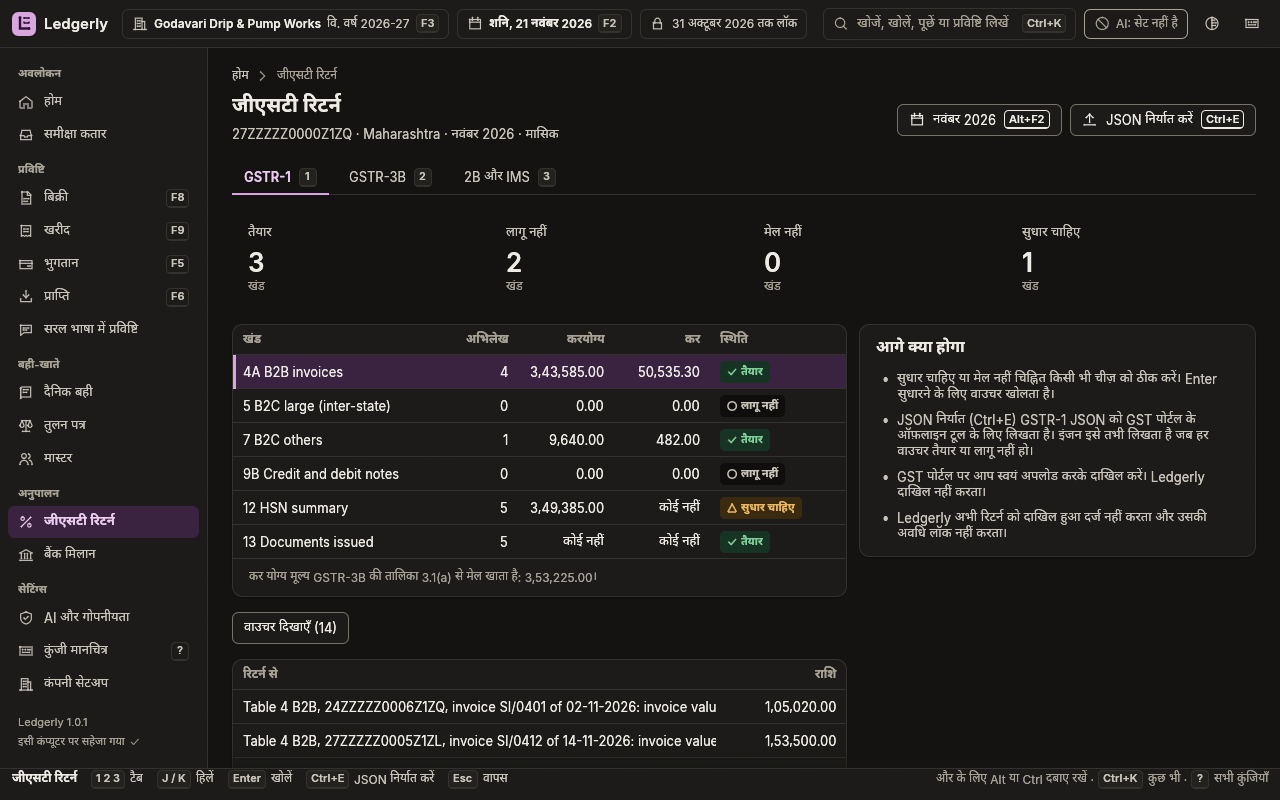 Ledgerly
Godavari Drip & Pump Works वि. वर्ष 2026-27 F3
शनि, 21 नवंबर 2026 F2
31 अक्टूबर 2026 तक लॉक
खोजें, खोलें, पूछें या प्रविष्टि लिखें Ctrl+K
AI: सेट नहीं है
अवलोकन
होम
समीक्षा कतार
प्रविष्टि
बिक्री F8
खरीद F9
भुगतान F5
प्राप्ति F6
सरल भाषा में प्रविष्टि
बही-खाते
दैनिक बही
तुलन पत्र
मास्टर
अनुपालन
जीएसटी रिटर्न
बैंक मिलान
सेटिंग्स
AI और गोपनीयता
कुंजी मानचित्र ?
कंपनी सेटअप
Ledgerly 1.0.1
इसी कंप्यूटर पर सहेजा गया
होम > जीएसटी रिटर्न
जीएसटी रिटर्न
27ZZZZZ0000Z1ZQ · Maharashtra · नवंबर 2026 · मासिक
नवंबर 2026 Alt+F2
JSON निर्यात करें Ctrl+E
GSTR-1 1 GSTR-3B 2 2B और IMS 3
तैयार लागू नहीं मेल नहीं सुधार चाहिए
3 2 0 1
खंड खंड खंड खंड
खंड अभिलेख करयोग्य कर स्थिति
4A B2B invoices 4 3,43,585.00 50,535.30 तैयार
5 B2C large (inter-state) 0 0.00 0.00 लागू नहीं
7 B2C others 1 9,640.00 482.00 तैयार
9B Credit and debit notes 0 0.00 0.00 लागू नहीं
12 HSN summary 5 3,49,385.00 कोई नहीं सुधार चाहिए
13 Documents issued 5 कोई नहीं कोई नहीं तैयार
कर योग्य मूल्य GSTR-3B की तालिका 3.1(a) से मेल खाता है: 3,53,225.00।
वाउचर दिखाएँ (14)
रिटर्न से राशि
Table 4 B2B, 24ZZZZZ0006Z1ZQ, invoice SI/0401 of 02-11-2026: invoice valu 1,05,020.00
Table 4 B2B, 27ZZZZZ0005Z1ZL, invoice SI/0412 of 14-11-2026: invoice value 1,53,500.00
आगे क्या होगा
• सुधार चाहिए या मेल नहीं चिह्नित किसी भी चीज़ को ठीक करें। Enter
सुधारने के लिए वाउचर खोलता है।
• JSON निर्यात (Ctrl+E) GSTR-1 JSON को GST पोर्टल के
ऑफ़लाइन टूल के लिए लिखता है। इंजन इसे तभी लिखता है जब हर
वाउचर तैयार या लागू नहीं हो।
• GST पोर्टल पर आप स्वयं अपलोड करके दाखिल करें। Ledgerly
दाखिल नहीं करता।
• Ledgerly अभी रिटर्न को दाखिल हुआ दर्ज नहीं करता और उसकी
अवधि लॉक नहीं करता।
जीएसटी रिटर्न 1 2 3 टैब J / K हिलें Enter खोलें Ctrl+E JSON निर्यात करें Esc वापस
और के लिए Alt या Ctrl दबाए रखें · Ctrl+K कुछ भी · ? सभी कुंजियाँ